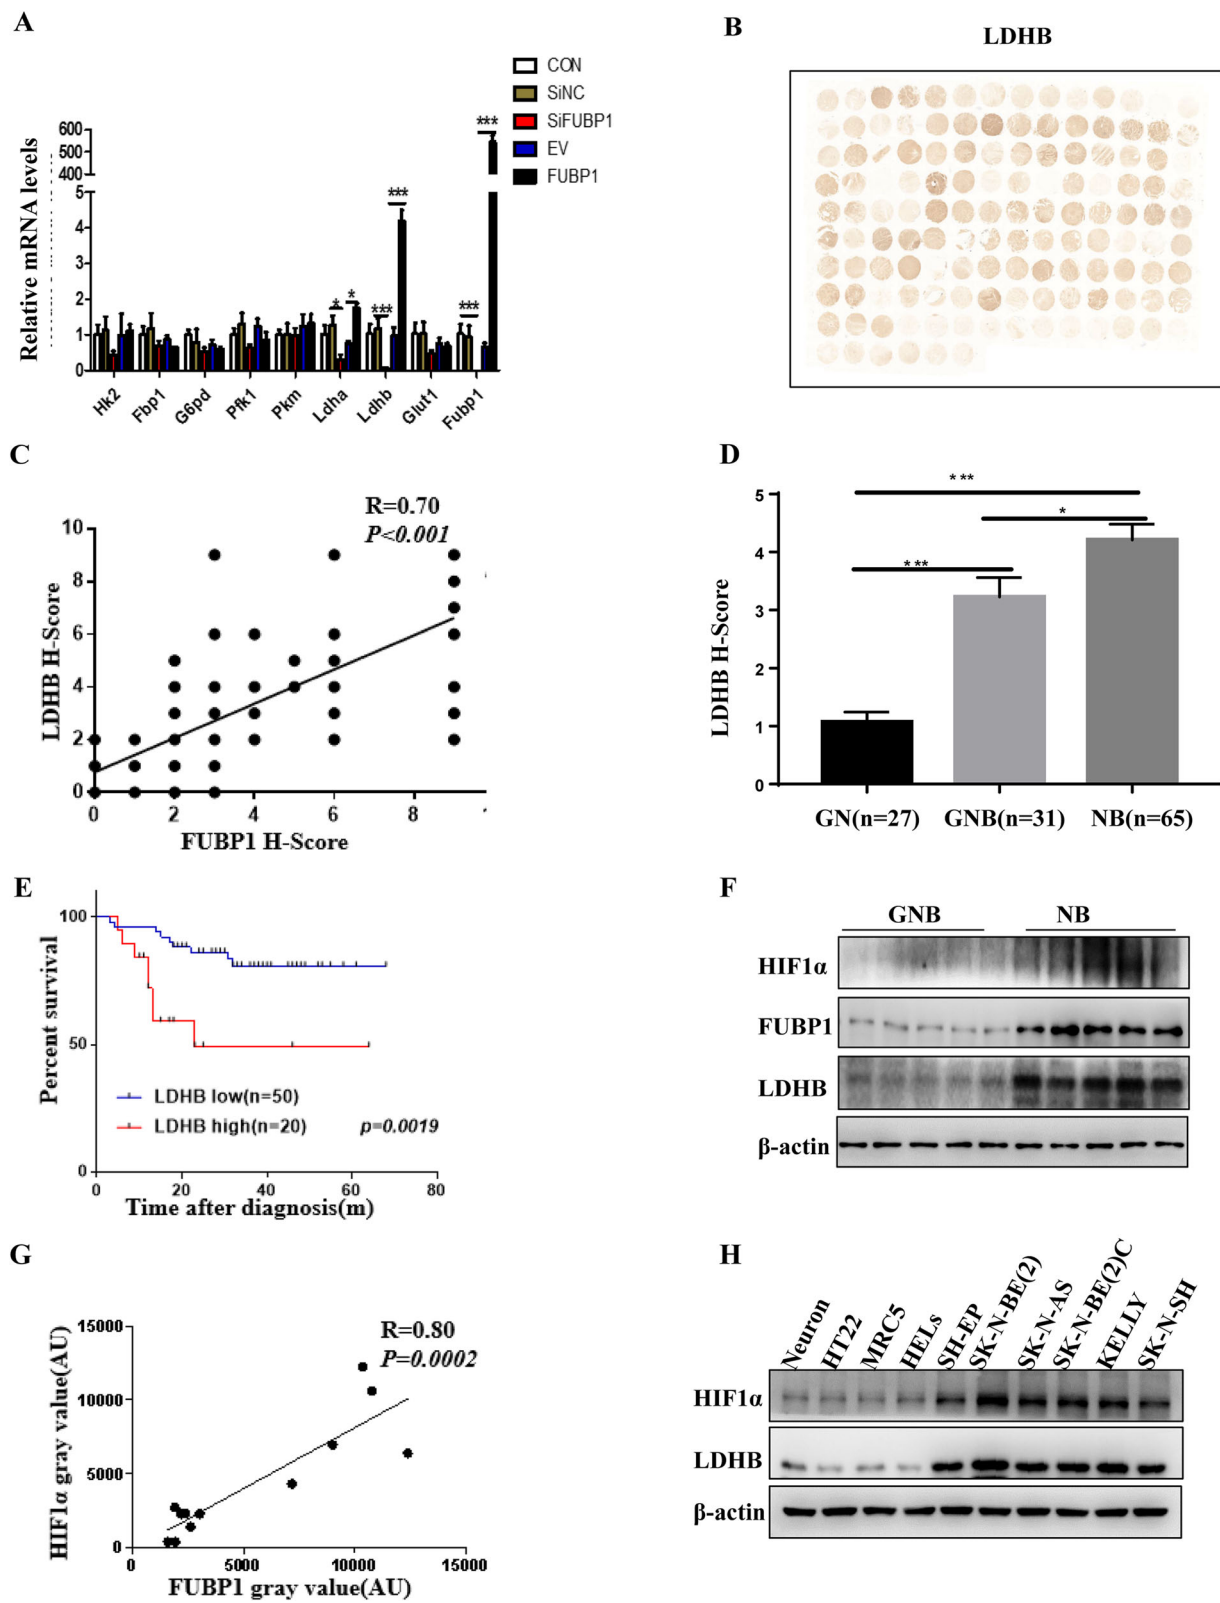 A
CON
SiNC
SiFUBP1
EV
FUBP1
Relative mRNA levels
600
500
400
5
4
3
2
1
0
***
***
*
*
***
***
Hk2
Fbp1
G6pd
Pfk1
Pkm
Ldha
Ldhb
Glut1
Fubp1
B
LDHB
C
R=0.70
P<0.001
LDHB H-Score
10
8
6
4
2
0
0
2
4
6
8
FUBP1 H-Score
D
LDHB H-Score
5
4
3
2
1
0
***
*
***
GN(n=27)
GNB(n=31)
NB(n=65)
E
Percent survival
100
50
0
LDHB low(n=50)
LDHB high(n=20)
p=0.0019
0
20
40
60
80
Time after diagnosis(m)
F
GNB
NB
HIF1α
FUBP1
LDHB
β-actin
G
R=0.80
P=0.0002
HIF1α gray value(AU)
15000
10000
5000
0
0
5000
10000
15000
FUBP1 gray value(AU)
H
Neuron
HT22
MRC5
HELs
SH-EP
SK-N-BE(2)
SK-N-AS
SK-N-BE(2)C
KELLY
SK-N-SH
HIF1α
LDHB
β-actin